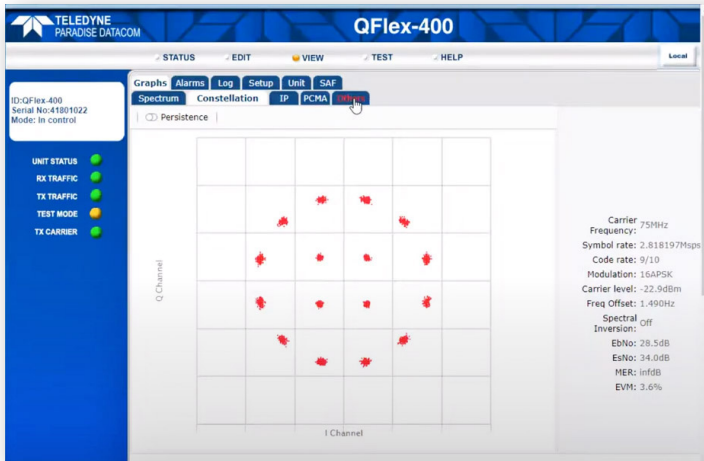 TELEDYNE
PARADISE DATACOM
QFlex-400
STATUS EDIT VIEW TEST HELP
Local
Graphs Alarms Log Setup Unit SAF
Spectrum Constellation IP PCMA
ID:QFlex-400
Serial No:41801022
Mode: In control
Persistence
UNIT STATUS
RX TRAFFIC
TX TRAFFIC
TEST MODE
TX CARRIER
Q Channel
I Channel
Carrier Frequency: 75MHz
Symbol rate: 2.818197Msps
Code rate: 9/10
Modulation: 16APSK
Carrier level: -22.9dBm
Freq Offset: 1.490Hz
Spectral Inversion: Off
EbNo: 28.5dB
EsNo: 34.0dB
MER: infdB
EVM: 3.6%